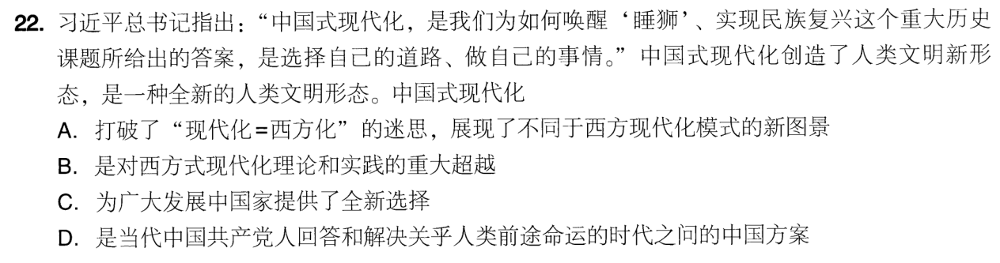 22. 习近平总书记指出：“中国式现代化，是我们为如何唤醒‘睡狮’、实现民族复兴这个重大历史
课题所给出的答案，是选择自己的道路、做自己的事情。”中国式现代化创造了人类文明新形
态，是一种全新的人类文明形态。中国式现代化
A. 打破了“现代化=西方化”的迷思，展现了不同于西方现代化模式的新图景
B. 是对西方式现代化理论和实践的重大超越
C. 为广大发展中国家提供了全新选择
D. 是当代中国共产党人回答和解决关乎人类前途命运的时代之问的中国方案